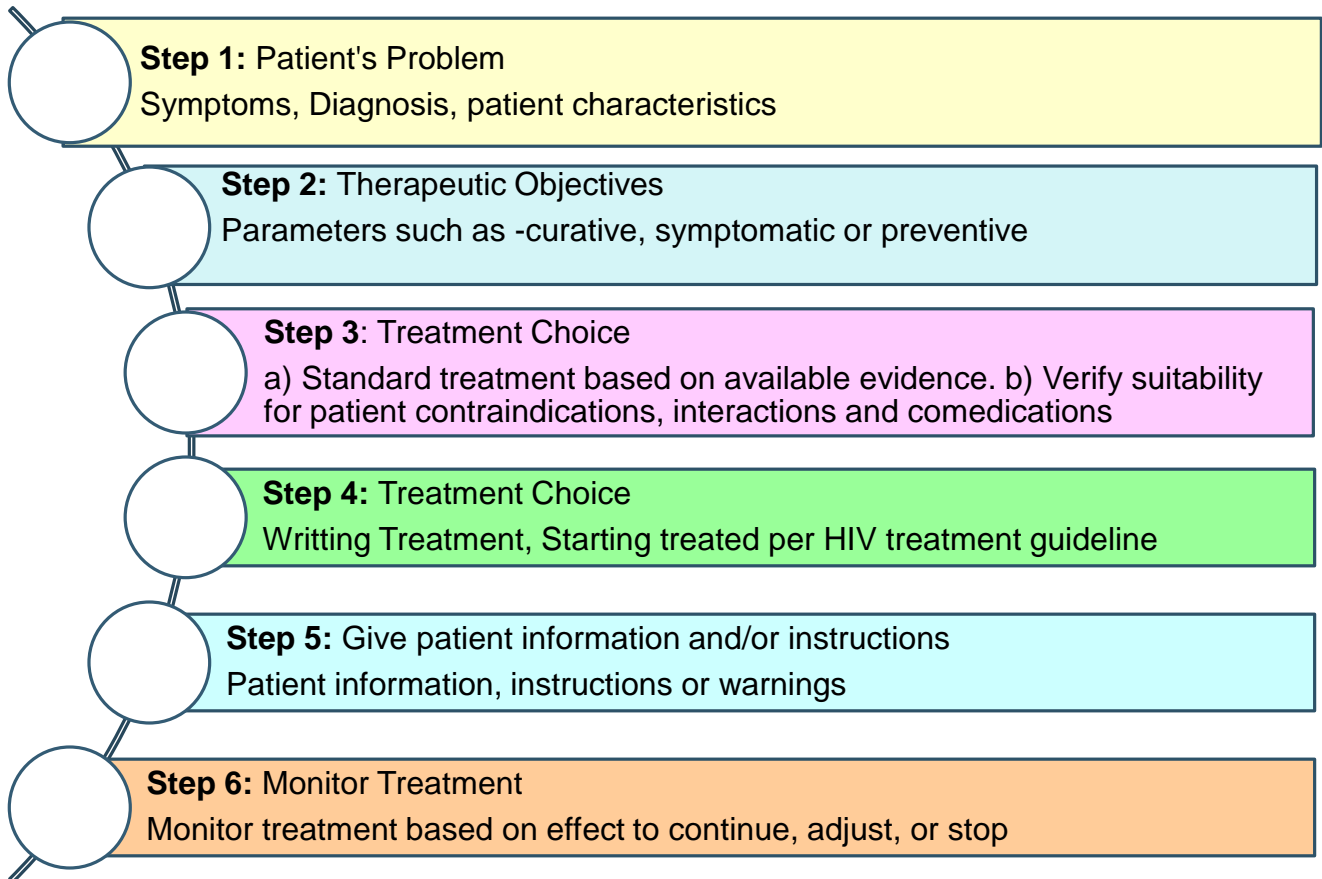 Step 1: Patient's Problem
Symptoms, Diagnosis, patient characteristics
Step 2: Therapeutic Objectives
Parameters such as -curative, symptomatic or preventive
Step 3: Treatment Choice
a) Standard treatment based on available evidence. b) Verify suitability
for patient contraindications, interactions and comedications
Step 4: Treatment Choice
Writting Treatment, Starting treated per HIV treatment guideline
Step 5: Give patient information and/or instructions
Patient information, instructions or warnings
Step 6: Monitor Treatment
Monitor treatment based on effect to continue, adjust, or stop